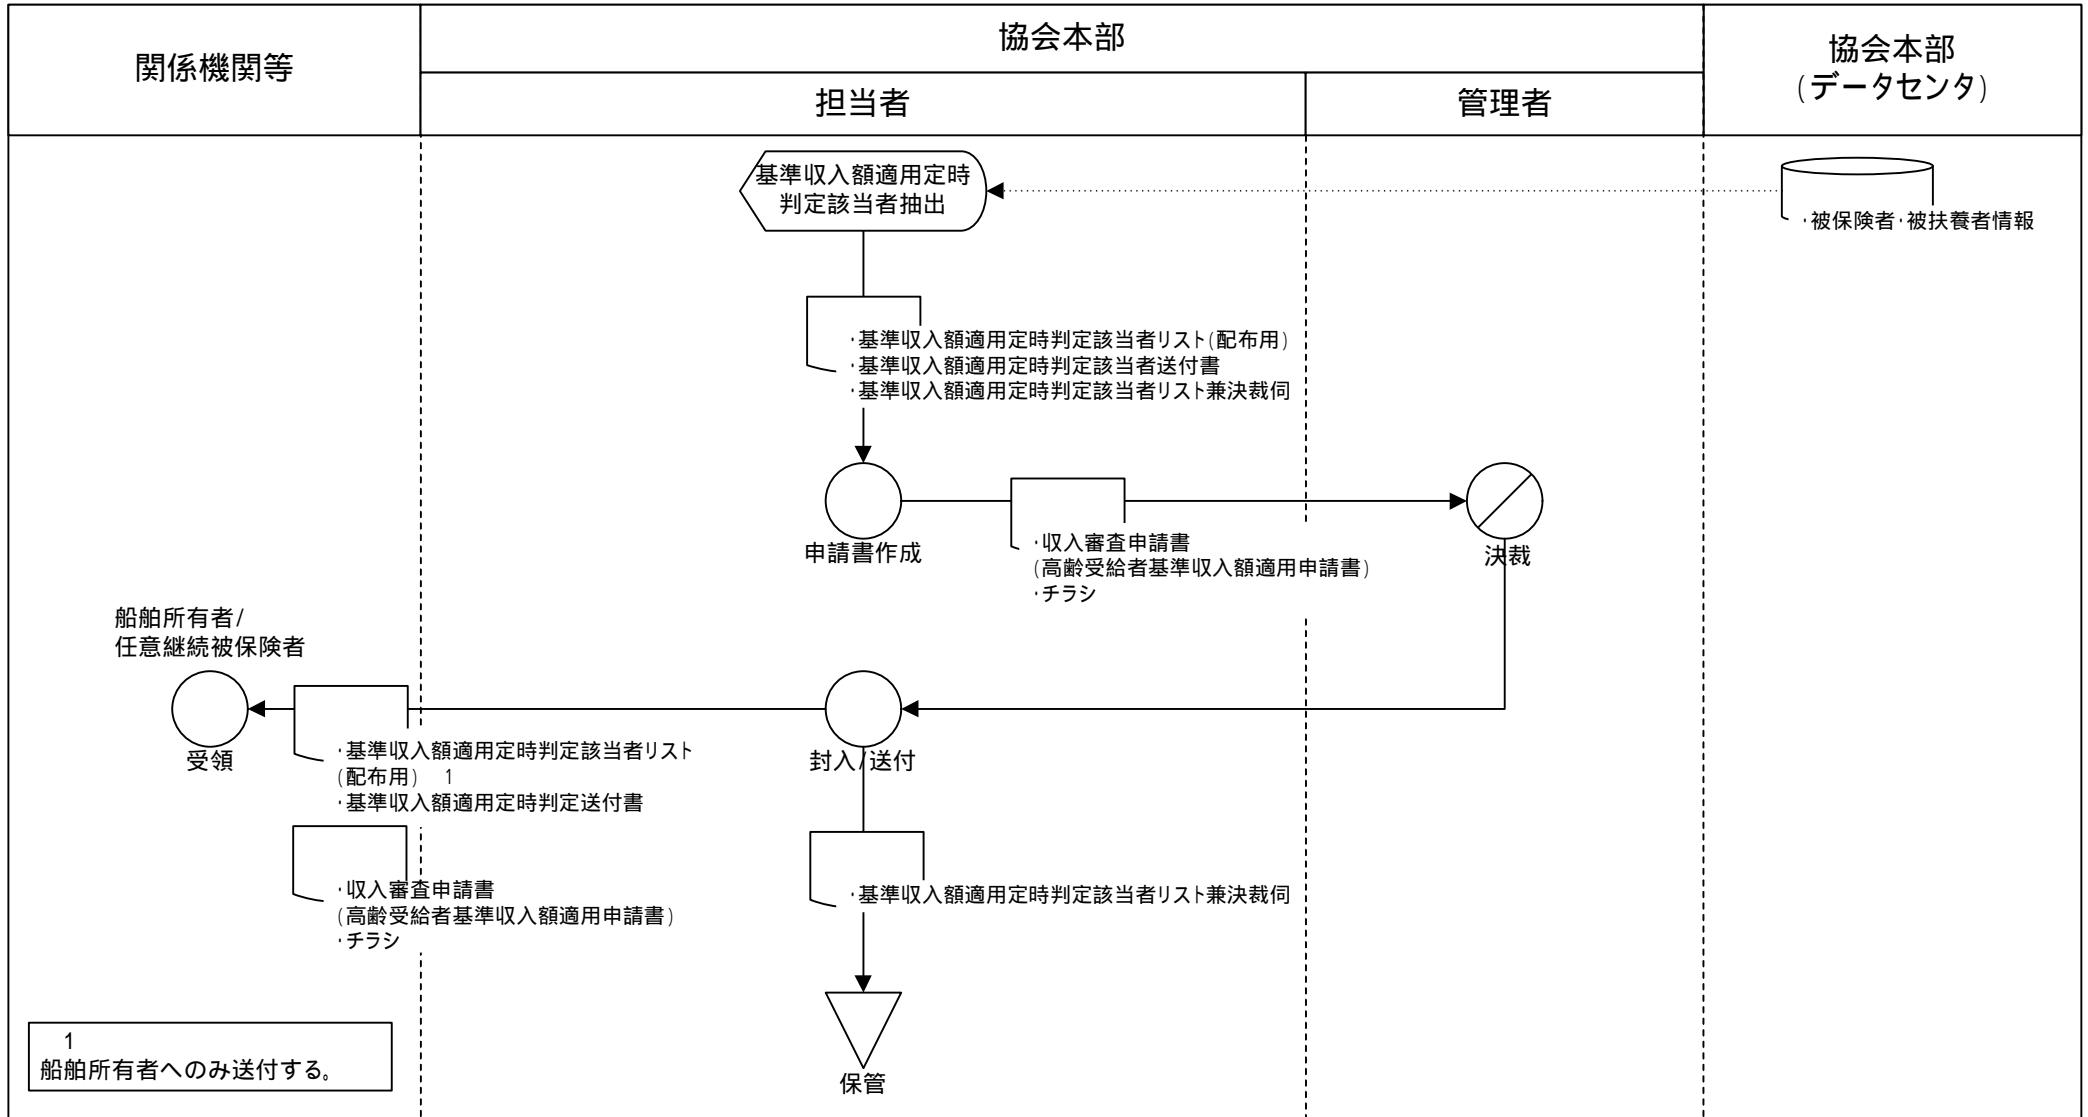 関係機関等
協会本部
担当者
管理者
協会本部
(データセンタ)
基準収入額適用定時
判定該当者抽出
・被保険者・被扶養者情報
・基準収入額適用定時判定該当者リスト(配布用)
・基準収入額適用定時判定該当者送付書
・基準収入額適用定時判定該当者リスト兼決裁伺
申請書作成
・収入審査申請書
(高齢受給者基準収入額適用申請書)
・チラシ
決裁
船舶所有者/
任意継続被保険者
受領
・基準収入額適用定時判定該当者リスト
(配布用) 1
・基準収入額適用定時判定送付書
封入/送付
・収入審査申請書
(高齢受給者基準収入額適用申請書)
・チラシ
・基準収入額適用定時判定該当者リスト兼決裁伺
保管
1
船舶所有者へのみ送付する。